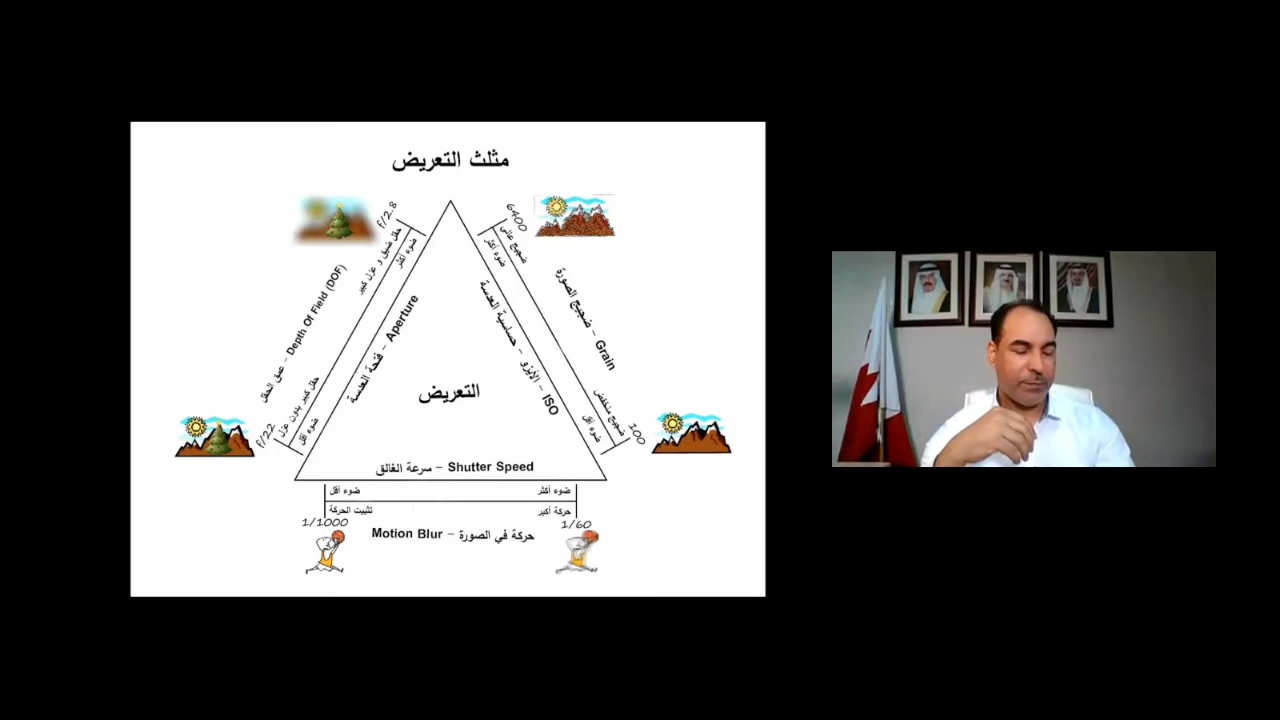 مثلث التعريض
f/2.8
حقل ضيق و عزل كبير
ضوء أكثر
6400
ضجيج عالي
ضوء أكثر
عمق الحقل – Depth Of Field (DOF)
فتحة العدسة – Aperture
حساسية العدسة – الأيزو – ISO
ضجيج الصورة – Grain
التعريض
f/22
حقل كبير بدون عزل
ضوء أقل
100
ضجيج منخفض
ضوء أقل
سرعة الغالق – Shutter Speed
ضوء أقل
ضوء أكثر
تثبيت الحركة
حركة أكبر
1/1000
1/60
Motion Blur – حركة في الصورة